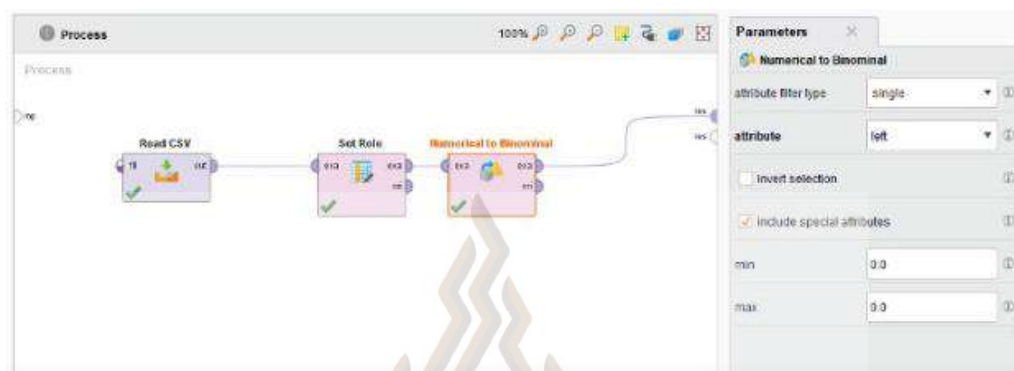 Process
100%
Process
Parameters
Numerical to Binominal
attribute filter type
single
attribute
left
invert selection
include special attributes
min
0.0
max
0.0
Read CSV
fil
out
Set Role
exa
exa
ori
Numerical to Binominal
exa
exa
ori
inp
res
res